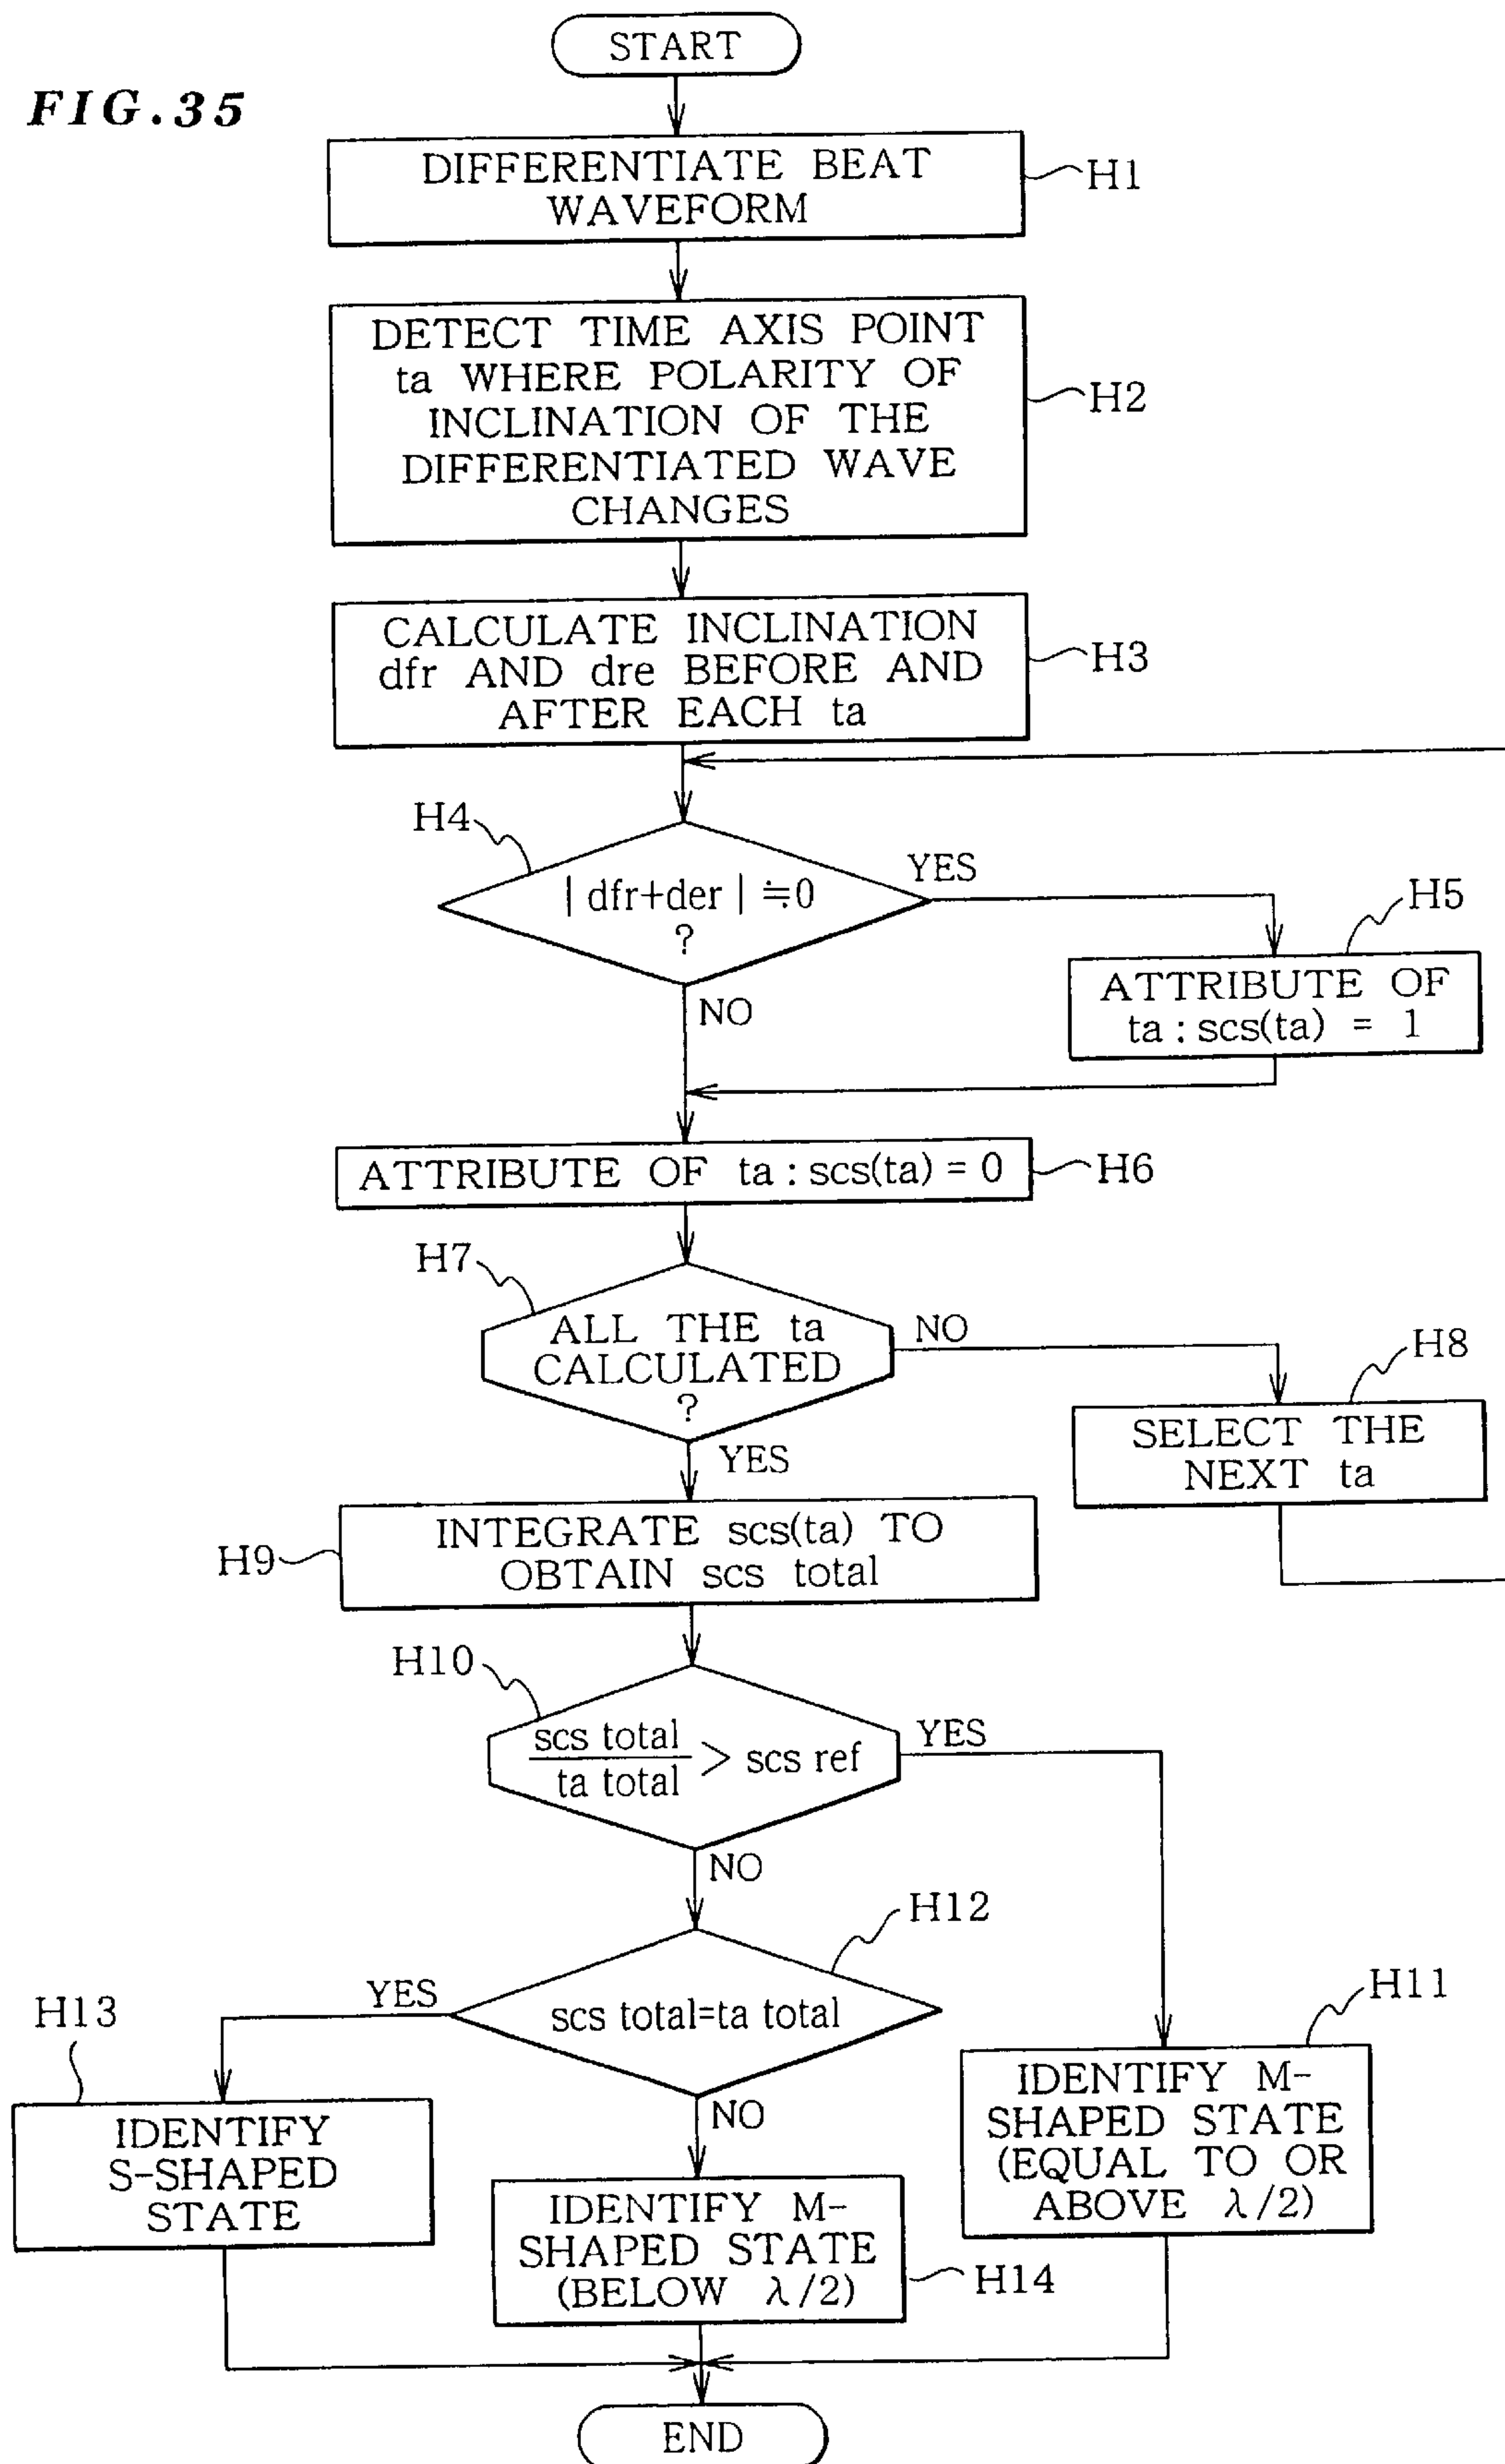 START
FIG.35
DIFFERENTIATE BEAT
WAVEFORM
H1
DETECT TIME AXIS POINT
ta WHERE POLARITY OF
INCLINATION OF THE
DIFFERENTIATED WAVE
CHANGES
H2
CALCULATE INCLINATION
dfr AND dre BEFORE AND
AFTER EACH ta
H3
H4
| dfr+der | ≒0
?
YES
NO
H5
ATTRIBUTE OF
ta : scs(ta) = 1
ATTRIBUTE OF ta : scs(ta) = 0
H6
H7
ALL THE ta
CALCULATED
?
NO
YES
H8
SELECT THE
NEXT ta
INTEGRATE scs(ta) TO
OBTAIN scs total
H9
H10
scs total
ta total
> scs ref
YES
NO
H12
scs total=ta total
YES
NO
H13
IDENTIFY
S-SHAPED
STATE
IDENTIFY M-
SHAPED STATE
(BELOW λ/2)
H14
H11
IDENTIFY M-
SHAPED STATE
(EQUAL TO OR
ABOVE λ/2)
END